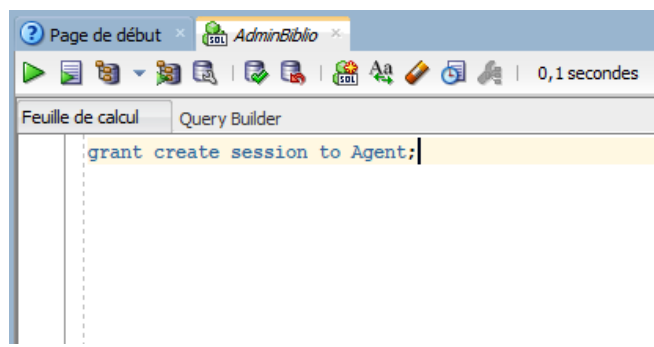 Page de début AdminBiblio
0,1 secondes
Feuille de calcul Query Builder
grant create session to Agent;